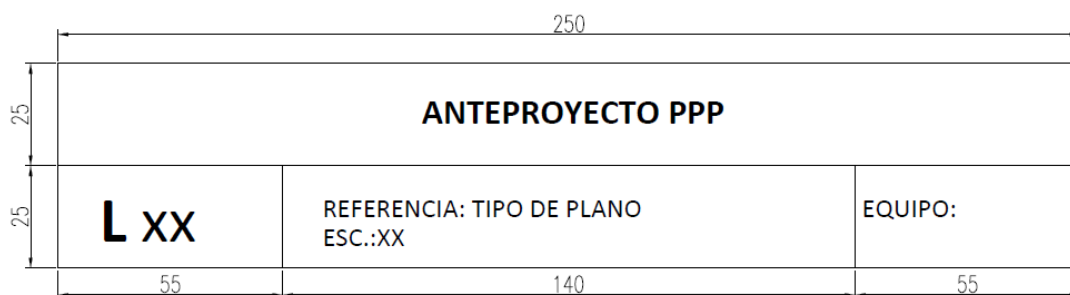 250
25
ANTEPROYECTO PPP
25
L xx
REFERENCIA: TIPO DE PLANO
ESC.:XX
EQUIPO:
55
140
55